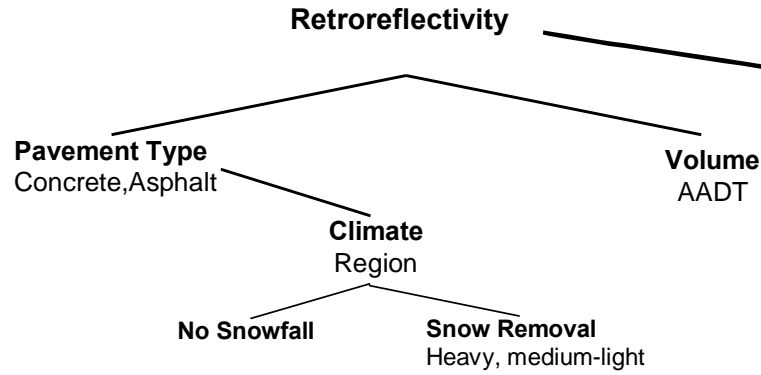 Retroreflectivity
Pavement Type
Concrete,Asphalt
Volume
AADT
Climate
Region
No Snowfall
Snow Removal
Heavy, medium-light